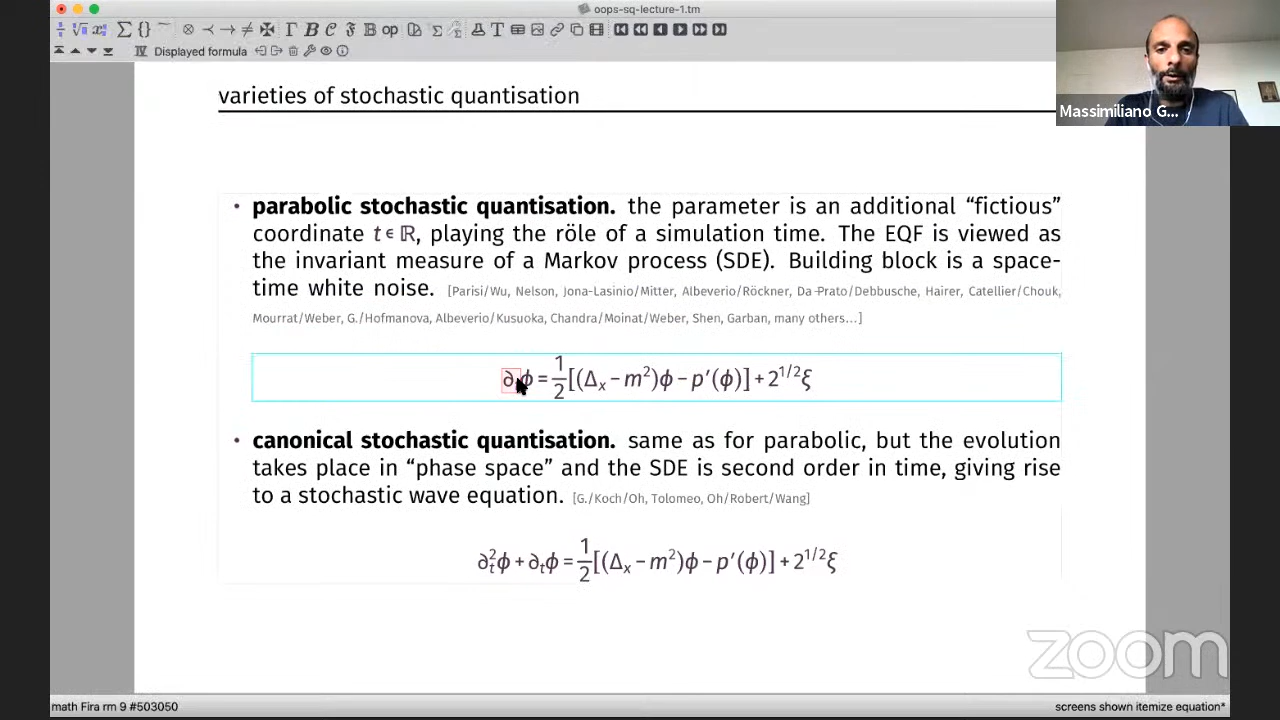 oops-sq-lecture-1.tm
Displayed formula
Massimiliano G...
varieties of stochastic quantisation
• parabolic stochastic quantisation. the parameter is an additional “fictious”
coordinate t ∈ ℝ, playing the röle of a simulation time. The EQF is viewed as
the invariant measure of a Markov process (SDE). Building block is a space-
time white noise. [Parisi/Wu, Nelson, Jona-Lasinio/Mitter, Albeverio/Röckner, Da-Prato/Debbusche, Hairer, Catellier/Chouk,
Mourrat/Weber, G./Hofmanova, Albeverio/Kusuoka, Chandra/Moinat/Weber, Shen, Garban, many others…]
∂ₜϕ = 1/2[(Δₓ − m²)ϕ − p′(ϕ)] + 2^{1/2}ξ
• canonical stochastic quantisation. same as for parabolic, but the evolution
takes place in “phase space” and the SDE is second order in time, giving rise
to a stochastic wave equation. [G./Koch/Oh, Tolomeo, Oh/Robert/Wang]
∂ₜ²ϕ + ∂ₜϕ = 1/2[(Δₓ − m²)ϕ − p′(ϕ)] + 2^{1/2}ξ
zoom
math Fira rm 9 #503050
screens shown itemize equation*